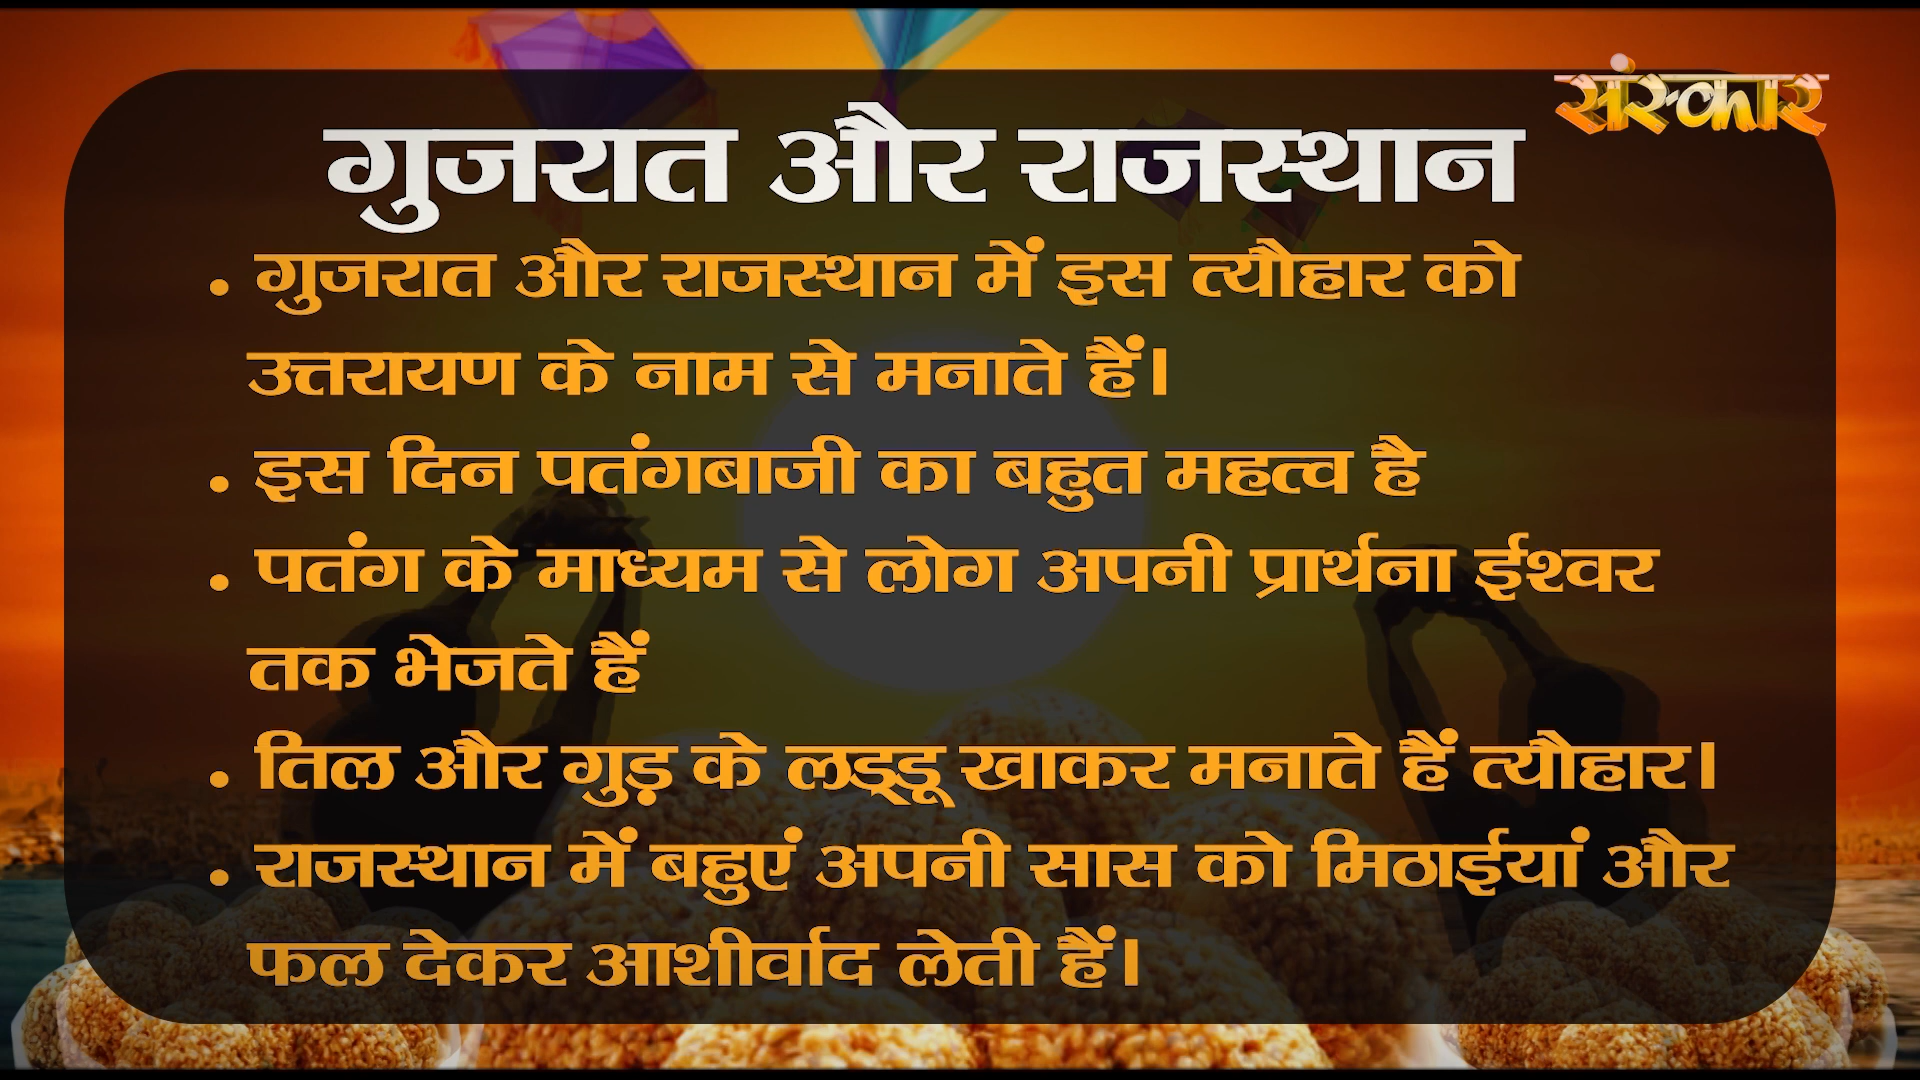 संस्कार
गुजरात और राजस्थान
. गुजरात और राजस्थान में इस त्यौहार को
उत्तरायण के नाम से मनाते हैं।
. इस दिन पतंगबाजी का बहुत महत्व है
. पतंग के माध्यम से लोग अपनी प्रार्थना ईश्वर
तक भेजते हैं
. तिल और गुड़ के लड्डू खाकर मनाते हैं त्यौहार।
. राजस्थान में बहुएं अपनी सास को मिठाईयां और
फल देकर आशीर्वाद लेती हैं।